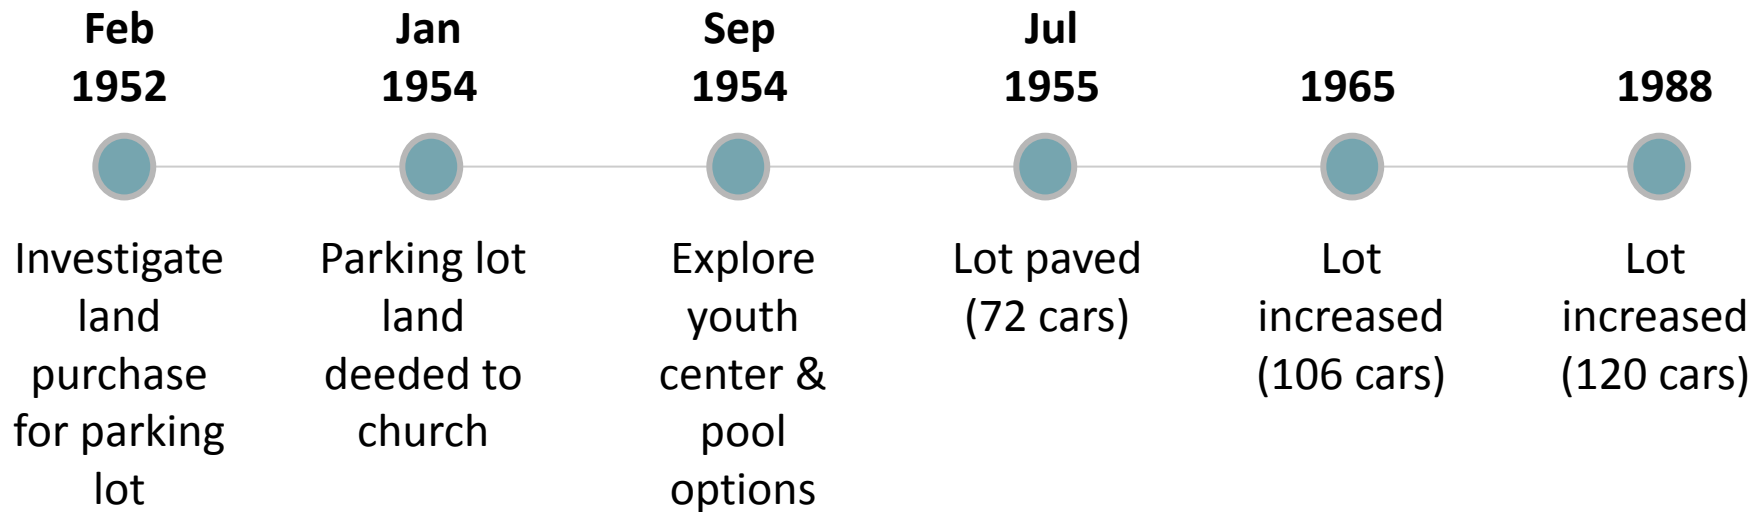 Feb
1952
Jan
1954
Sep
1954
Jul
1955
1965
1988
Investigate
land
purchase
for parking
lot
Parking lot
land
deeded to
church
Explore
youth
center &
pool
options
Lot paved
(72 cars)
Lot
increased
(106 cars)
Lot
increased
(120 cars)